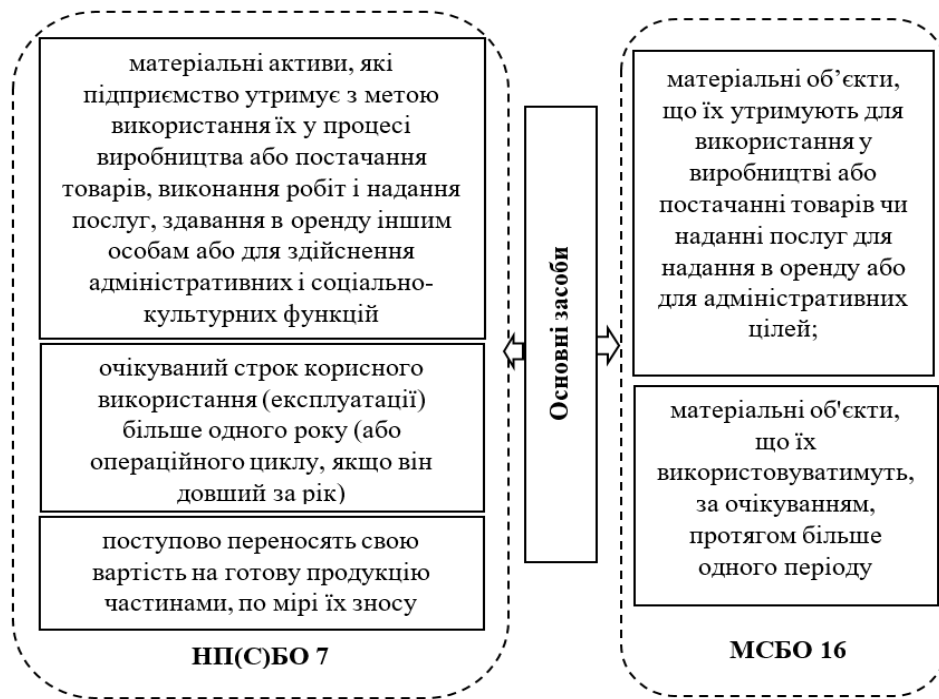 матеріальні активи, які
підприємство утримує з метою
використання їх у процесі
виробництва або постачання
товарів, виконання робіт і надання
послуг, здавання в оренду іншим
особам або для здійснення
адміністративних і соціально-
культурних функцій
очікуваний строк корисного
використання (експлуатації)
більше одного року (або
операційного циклу, якщо він
довший за рік)
поступово переносять свою
вартість на готову продукцію
частинами, по мірі їх зносу
НП(С)БО 7
Основні засоби
матеріальні об’єкти,
що їх утримують для
використання у
виробництві або
постачанні товарів чи
наданні послуг для
надання в оренду або
для адміністративних
цілей;
матеріальні об'єкти,
що їх
використовуватимуть,
за очікуванням,
протягом більше
одного періоду
МСБО 16